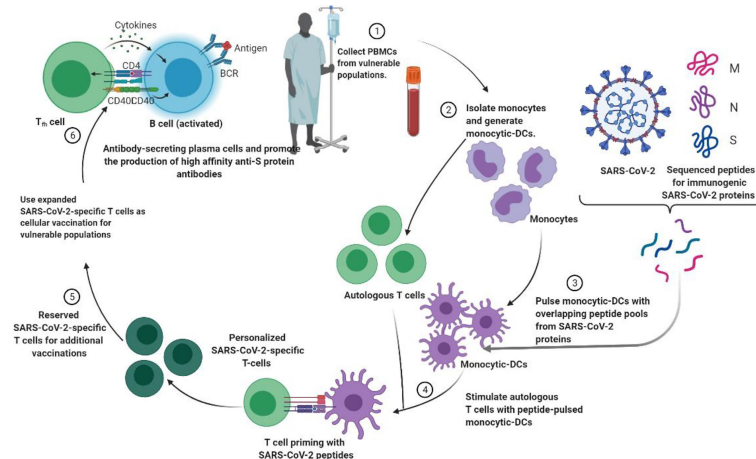 Cytokines
Antigen
CD4
BCR
CD40L
CD40
Tfh cell
B cell (activated)
6
Antibody-secreting plasma cells and promote
the production of high affinity anti-S protein
antibodies
1
Collect PBMCs
from vulnerable
populations.
2
Isolate monocytes
and generate
monocytic-DCs.
Monocytes
SARS-CoV-2
M
N
S
Sequenced peptides
for immunogenic
SARS-CoV-2 proteins
Autologous T cells
3
Pulse monocytic-DCs with
overlapping peptide pools
from SARS-CoV-2
proteins
Monocytic-DCs
4
Stimulate autologous
T cells with peptide-pulsed
monocytic-DCs
Personalized
SARS-CoV-2-specific
T-cells
T cell priming with
SARS-CoV-2 peptides
5
Reserved
SARS-CoV-2-specific
T cells for additional
vaccinations
Use expanded
SARS-CoV-2-specific T cells as
cellular vaccination for
vulnerable populations